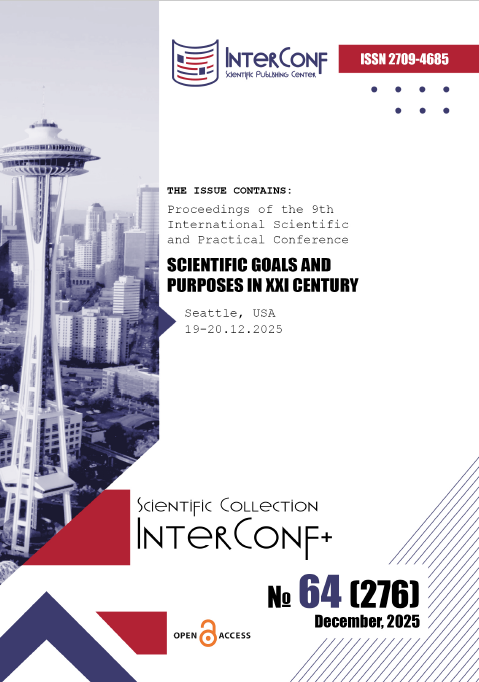 INTERCONF
SCIENTIFIC PUBLISHING CENTER
ISSN 2709-4685
THE ISSUE CONTAINS:
Proceedings of the 9th
International Scientific
and Practical Conference
SCIENTIFIC GOALS AND
PURPOSES IN XXI CENTURY
Seattle, USA
19-20.12.2025
SCIENTIFIC COLLECTION
INTERCONF+
№ 64 (276)
December, 2025
OPEN ACCESS